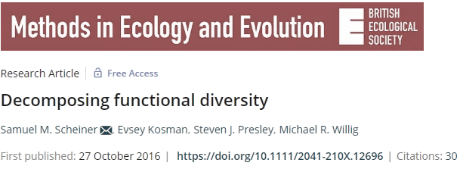 Methods in Ecology and Evolution
BRITISH
ECOLOGICAL
SOCIETY
Research Article
Free Access
Decomposing functional diversity
Samuel M. Scheiner, Evsey Kosman, Steven J. Presley, Michael R. Willig
First published: 27 October 2016 | https://doi.org/10.1111/2041-210X.12696 | Citations: 30